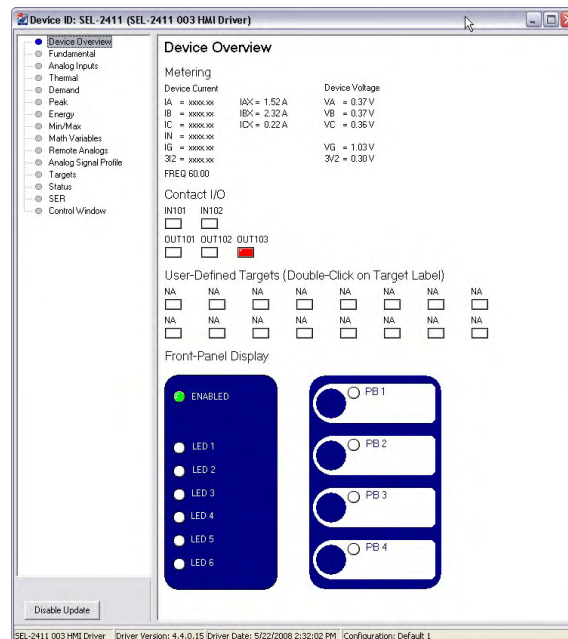 Device ID: SEL-2411 (SEL-2411 003 HMI Driver)
Device Overview
Fundamental
Analog Inputs
Thermal
Demand
Peak
Energy
Min/Max
Math Variables
Remote Analogs
Analog Signal Profile
Targets
Status
SER
Control Window
Disable Update
Device Overview
Metering
Device Current Device Voltage
IA = xxxx.xx IAX = 1.52 A VA = 0.37 V
IB = xxxx.xx IBX = 2.32 A VB = 0.37 V
IC = xxxx.xx ICX = 0.22 A VC = 0.36 V
IN = xxxx.xx
IG = xxxx.xx VG = 1.03 V
3I2 = xxxx.xx 3V2 = 0.30 V
FREQ 60.00
Contact I/O
IN101 IN102
OUT101 OUT102 OUT103
User-Defined Targets (Double-Click on Target Label)
NA NA NA NA NA NA NA NA
NA NA NA NA NA NA NA NA
Front-Panel Display
ENABLED
LED 1
LED 2
LED 3
LED 4
LED 5
LED 6
PB 1
PB 2
PB 3
PB 4
SEL-2411 003 HMI Driver Driver Version: 4.4.0.15 Driver Date: 5/22/2008 2:32:02 PM Configuration: Default 1